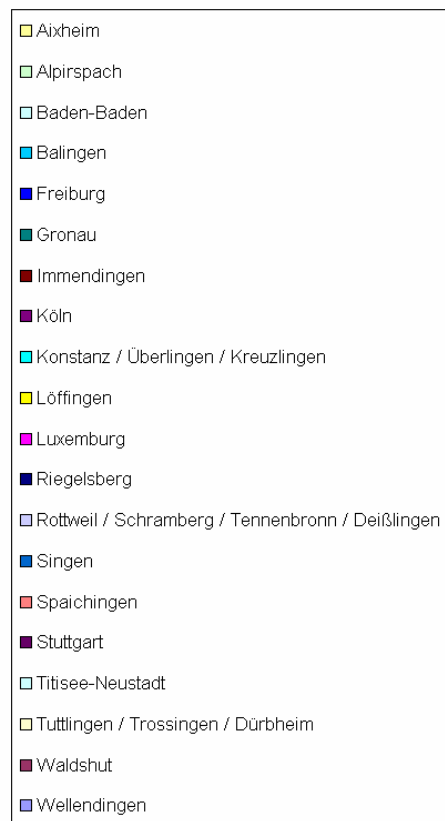 Aixheim
Alpirspach
Baden-Baden
Balingen
Freiburg
Gronau
Immendingen
Köln
Konstanz / Überlingen / Kreuzlingen
Löffingen
Luxemburg
Riegelsberg
Rottweil / Schramberg / Tennenbronn / Deißlingen
Singen
Spaichingen
Stuttgart
Titisee-Neustadt
Tuttlingen / Trossingen / Dürbheim
Waldshut
Wellendingen